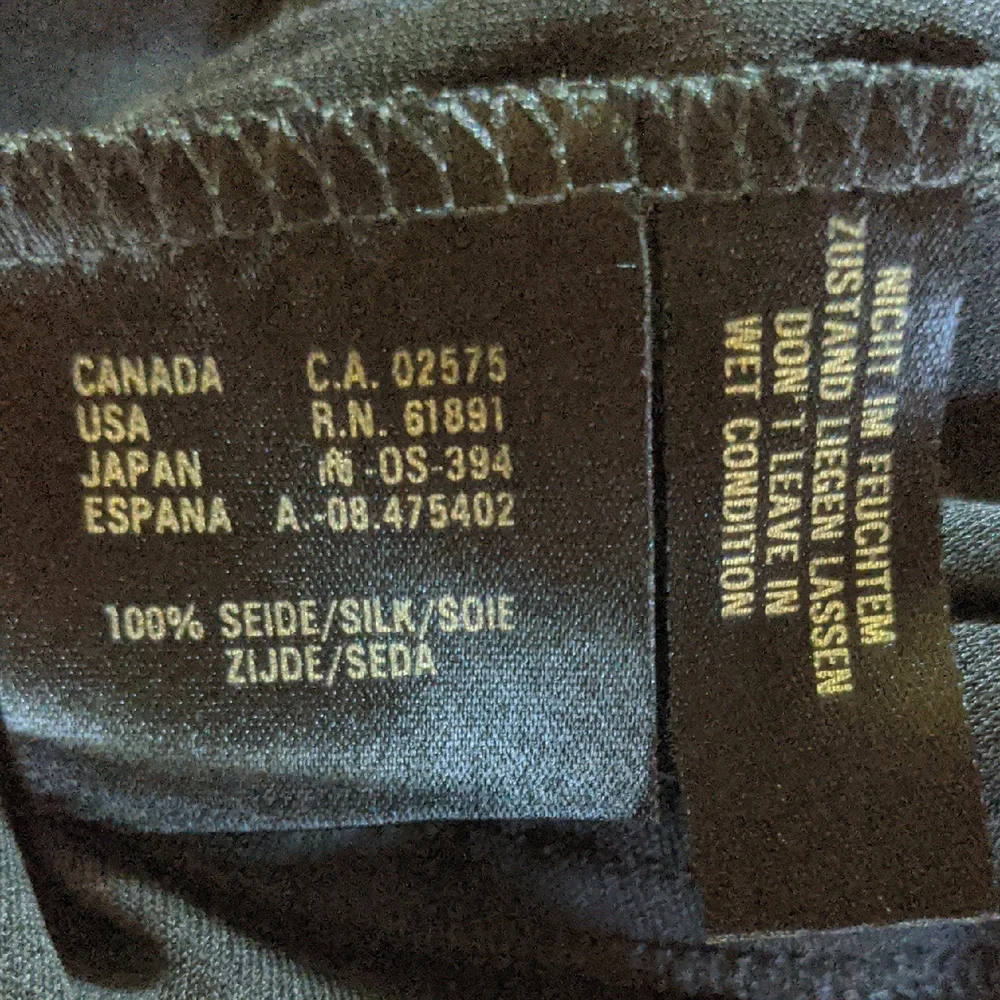 CANADA C.A. 02575
USA R.N. 61891
JAPAN -OS-394
ESPANA A.-08.475402
100% SEIDE/SILK/SOIE
ZIJDE/SEDA
NICHT IM FEUCHTEM
ZUSTAND LIEGEN LASSEN
DON'T LEAVE IN
WET CONDITION